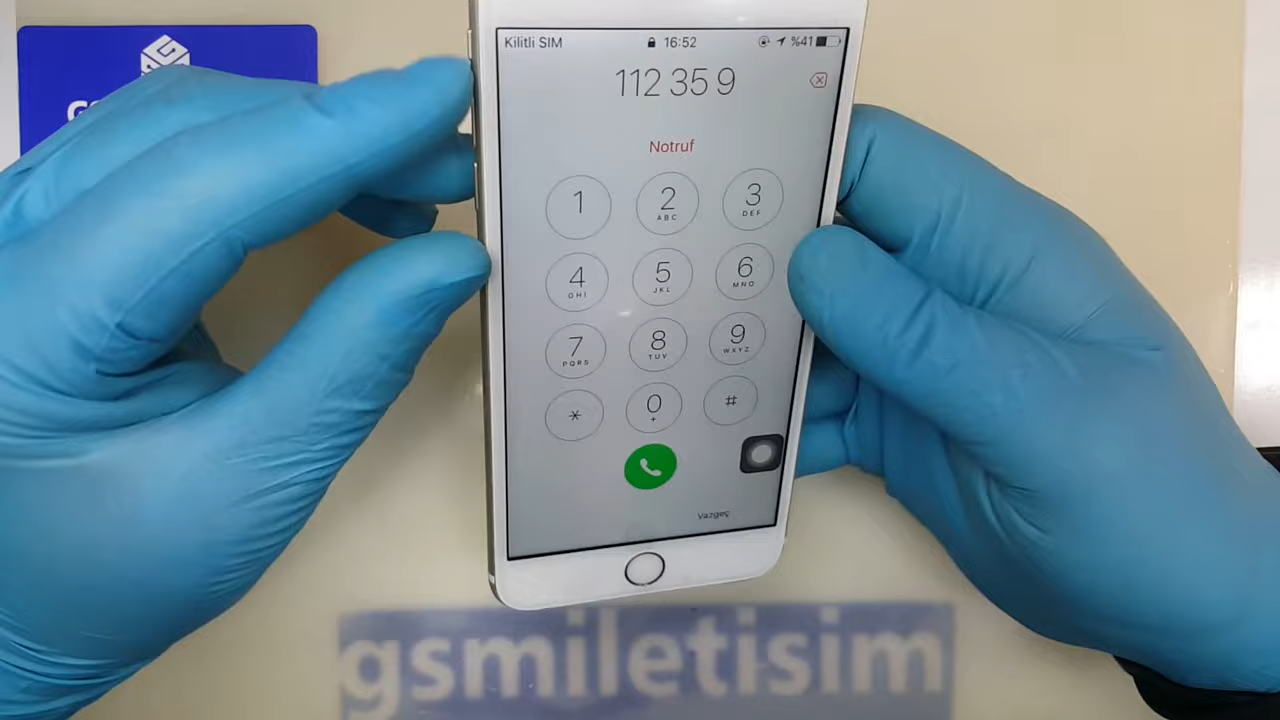 GS
Kilitli SIM 16:52 %41
112 35 9
Notruf
1
2
ABC
3
DEF
4
GHI
5
JKL
6
MNO
7
PQRS
8
TUV
9
WXYZ
*
0
+
#
Vazgeç
gsmiletisim